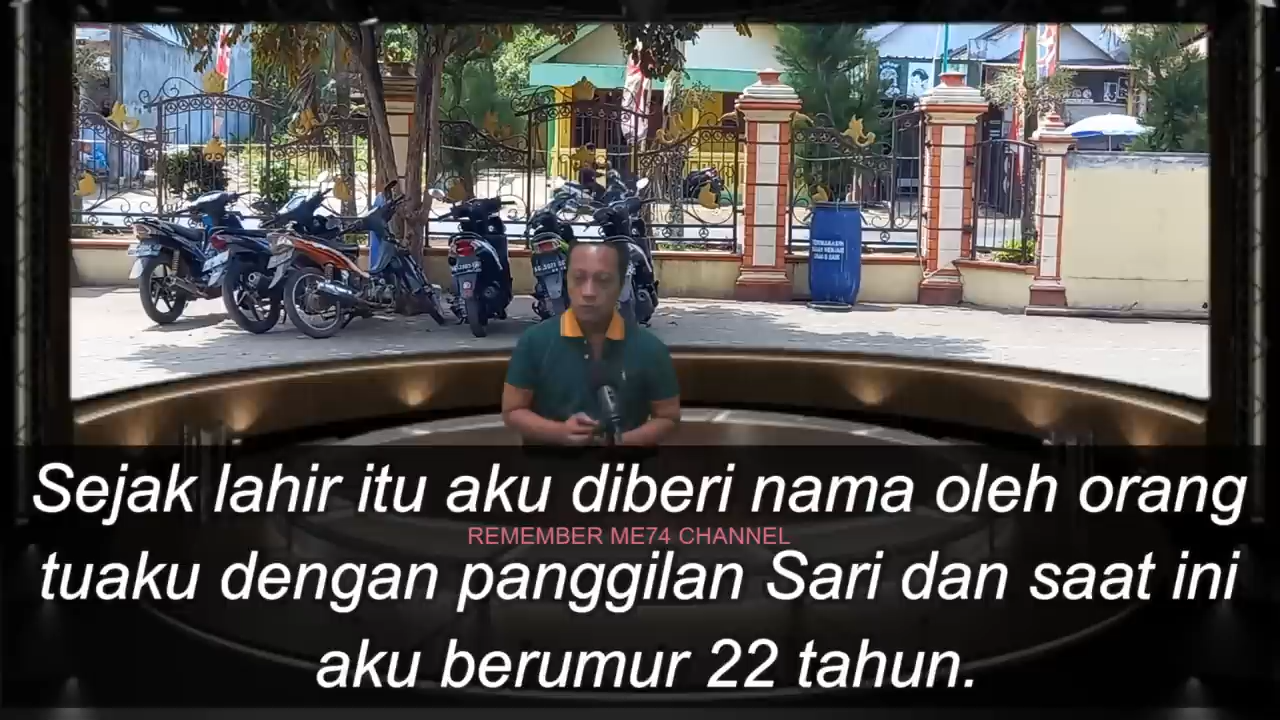 Sejak lahir itu aku diberi nama oleh orang
REMEMBER ME74 CHANNEL
tuaku dengan panggilan Sari dan saat ini
aku berumur 22 tahun.